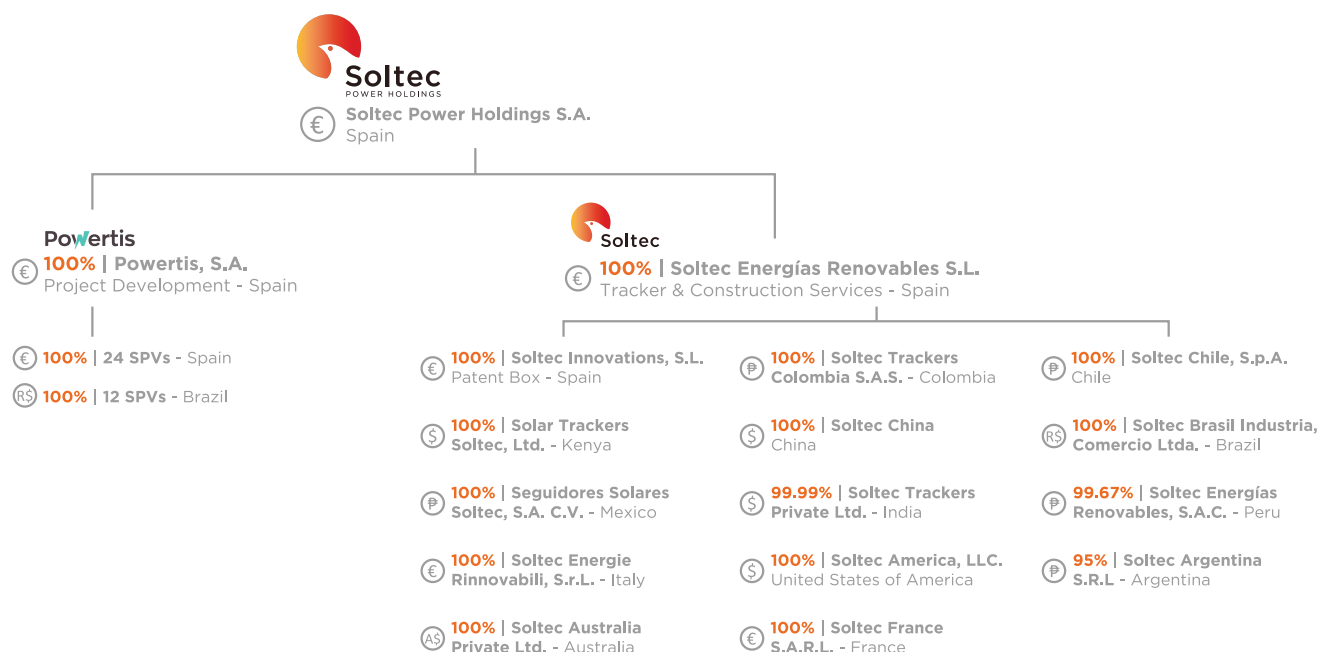 Soltec
POWER HOLDINGS
€ Soltec Power Holdings S.A.
Spain
Powertis
€ 100% | Powertis, S.A.
Project Development - Spain
€ 100% | 24 SPVs - Spain
R$ 100% | 12 SPVs - Brazil
Soltec
€ 100% | Soltec Energías Renovables S.L.
Tracker & Construction Services - Spain
€ 100% | Soltec Innovations, S.L.
Patent Box - Spain
$ 100% | Solar Trackers
Soltec, Ltd. - Kenya
₱ 100% | Seguidores Solares
Soltec, S.A. C.V. - Mexico
€ 100% | Soltec Energie
Rinnovabili, S.r.L. - Italy
A$ 100% | Soltec Australia
Private Ltd. - Australia
₱ 100% | Soltec Trackers
Colombia S.A.S. - Colombia
$ 100% | Soltec China
China
$ 99.99% | Soltec Trackers
Private Ltd. - India
$ 100% | Soltec America, LLC.
United States of America
€ 100% | Soltec France
S.A.R.L. - France
₱ 100% | Soltec Chile, S.p.A.
Chile
R$ 100% | Soltec Brasil Industria,
Comercio Ltda. - Brazil
₱ 99.67% | Soltec Energías
Renovables, S.A.C. - Peru
₱ 95% | Soltec Argentina
S.R.L - Argentina